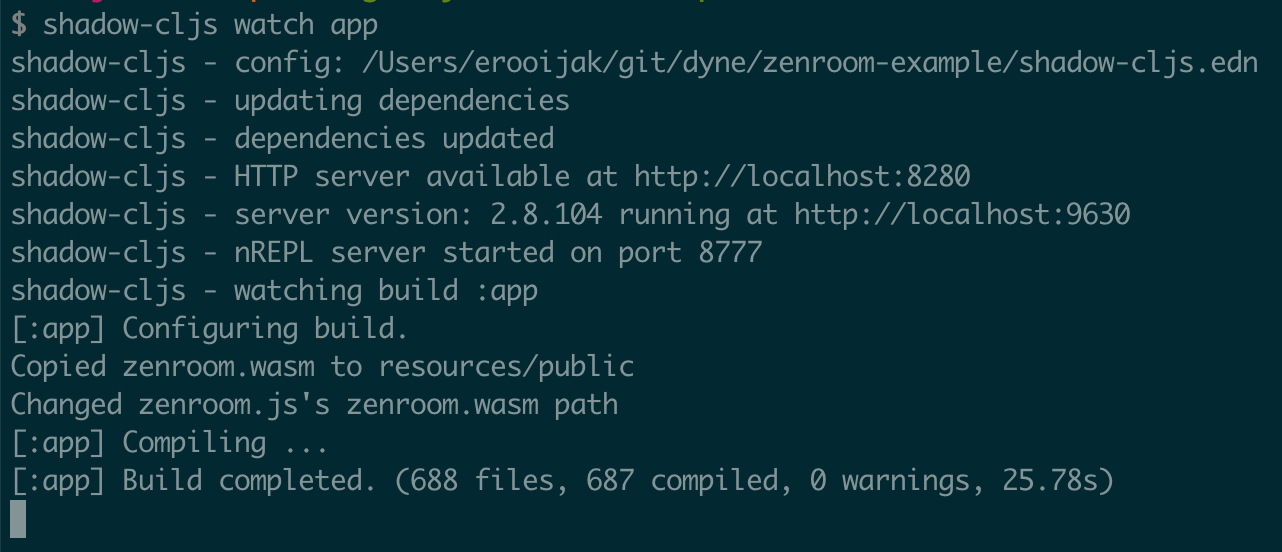 $ shadow-cljs watch app
shadow-cljs - config: /Users/erooijak/git/dyne/zenroom-example/shadow-cljs.edn
shadow-cljs - updating dependencies
shadow-cljs - dependencies updated
shadow-cljs - HTTP server available at http://localhost:8280
shadow-cljs - server version: 2.8.104 running at http://localhost:9630
shadow-cljs - nREPL server started on port 8777
shadow-cljs - watching build :app
[:app] Configuring build.
Copied zenroom.wasm to resources/public
Changed zenroom.js's zenroom.wasm path
[:app] Compiling ...
[:app] Build completed. (688 files, 687 compiled, 0 warnings, 25.78s)